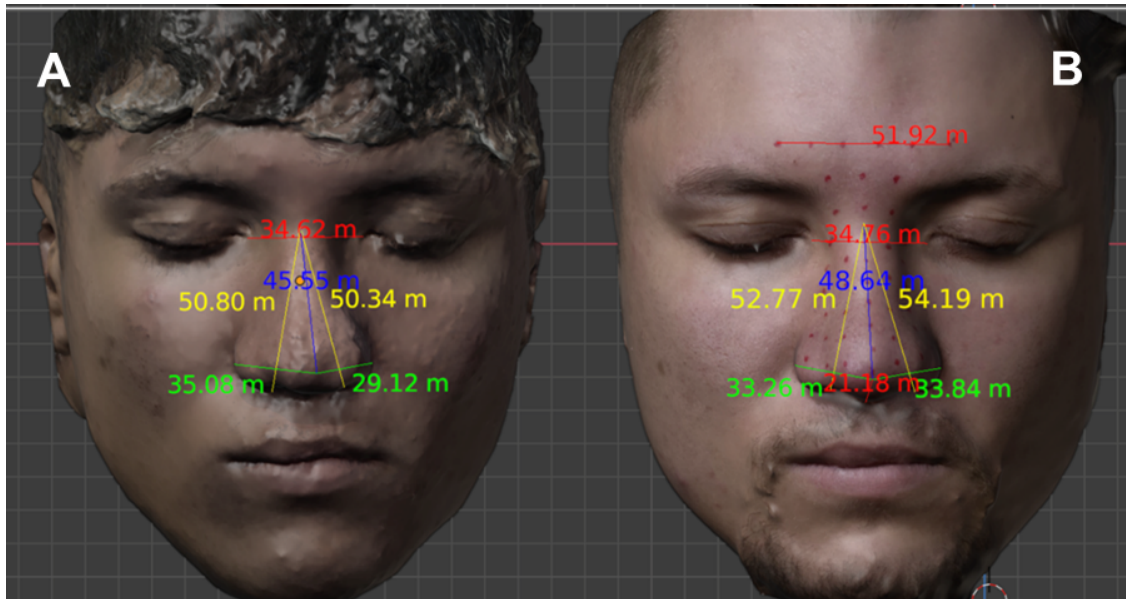 A
B
51.92 m
34.62 m
34.76 m
45.55 m
48.64 m
50.80 m
50.34 m
52.77 m
54.19 m
35.08 m
29.12 m
33.26 m
21.18 m
33.84 m